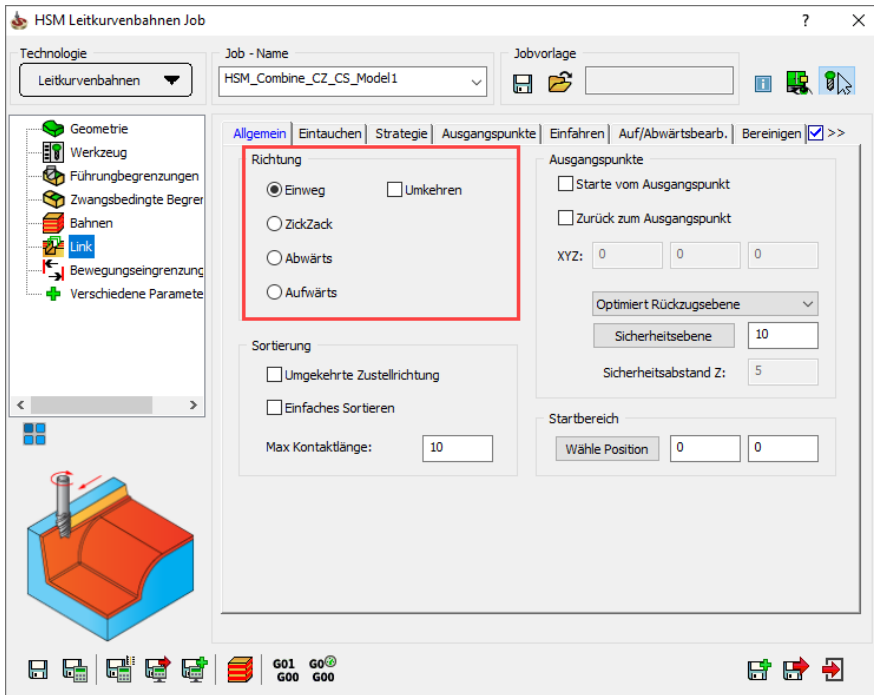 HSM Leitkurvenbahnen Job
?
Technologie
Leitkurvenbahnen
Job - Name
HSM_Combine_CZ_CS_Model1
Jobvorlage
Geometrie
Werkzeug
Führungbegrenzungen
Zwangsbedingte Begrer
Bahnen
Link
Bewegungseingrenzung
Verschiedene Paramete
Allgemein
Eintauchen
Strategie
Ausgangspunkte
Einfahren
Auf/Abwärtsbearb.
Bereinigen
>>
Richtung
Einweg
Umkehren
ZickZack
Abwärts
Aufwärts
Sortierung
Umgekehrte Zustellrichtung
Einfaches Sortieren
Max Kontaktlänge:
10
Ausgangspunkte
Starte vom Ausgangspunkt
Zurück zum Ausgangspunkt
XYZ:
0
0
0
Optimiert Rückzugsebene
Sicherheitsebene
10
Sicherheitsabstand Z:
5
Startbereich
Wähle Position
0
0
G01
G00
G0
G00